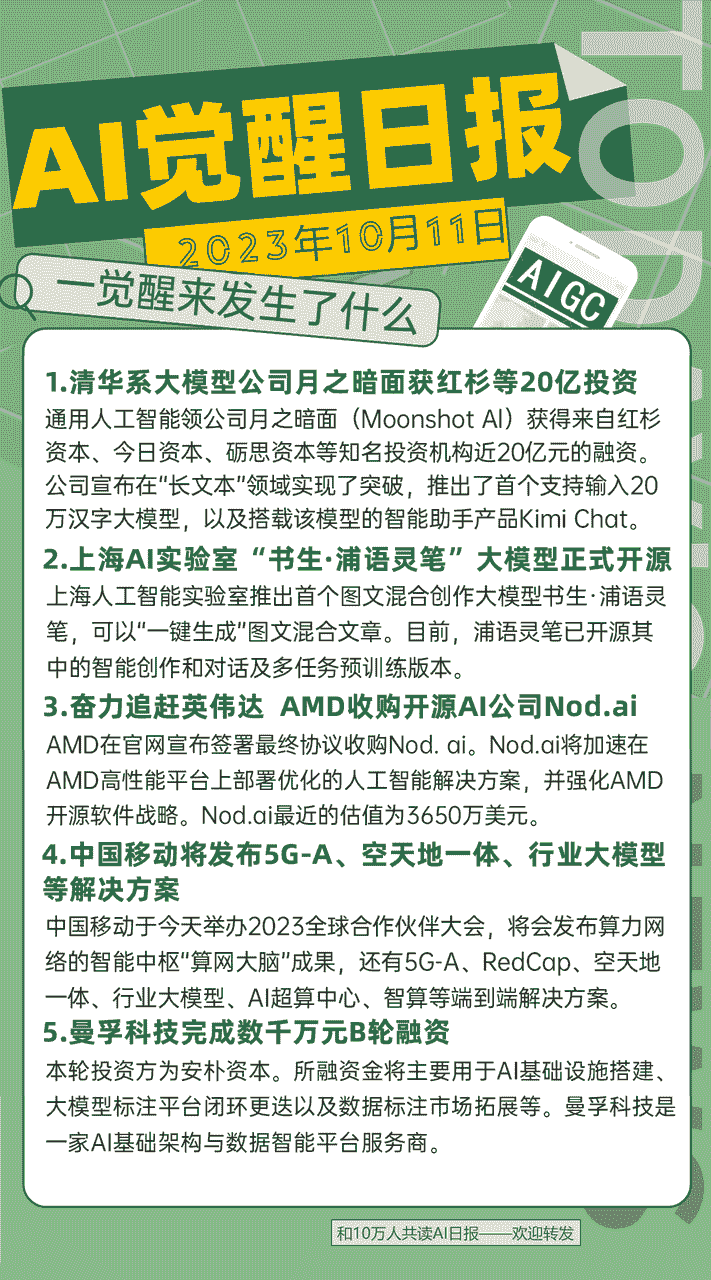 AI觉醒日报
2023年10月11日
一觉醒来发生了什么
AIGC
1.清华系大模型公司月之暗面获红杉等20亿投资
通用人工智能领公司月之暗面（Moonshot AI）获得来自红杉
资本、今日资本、砺思资本等知名投资机构近20亿元的融资。
公司宣布在“长文本”领域实现了突破，推出了首个支持输入20
万汉字大模型，以及搭载该模型的智能助手产品Kimi Chat。
2.上海AI实验室“书生·浦语灵笔”大模型正式开源
上海人工智能实验室推出首个图文混合创作大模型书生·浦语灵
笔，可以“一键生成”图文混合文章。目前，浦语灵笔已开源其
中的智能创作和对话及多任务预训练版本。
3.奋力追赶英伟达 AMD收购开源AI公司Nod.ai
AMD在官网宣布签署最终协议收购Nod. ai。Nod.ai将加速在
AMD高性能平台上部署优化的人工智能解决方案，并强化AMD
开源软件战略。Nod.ai最近的估值为3650万美元。
4.中国移动将发布5G-A、空天地一体、行业大模型
等解决方案
中国移动于今天举办2023全球合作伙伴大会，将会发布算力网
络的智能中枢“算网大脑”成果，还有5G-A、RedCap、空天地
一体、行业大模型、AI超算中心、智算等端到端解决方案。
5.曼孚科技完成数千万元B轮融资
本轮投资方为安朴资本。所融资金将主要用于AI基础设施搭建、
大模型标注平台闭环更迭以及数据标注市场拓展等。曼孚科技是
一家AI基础架构与数据智能平台服务商。
和10万人共读AI日报——欢迎转发